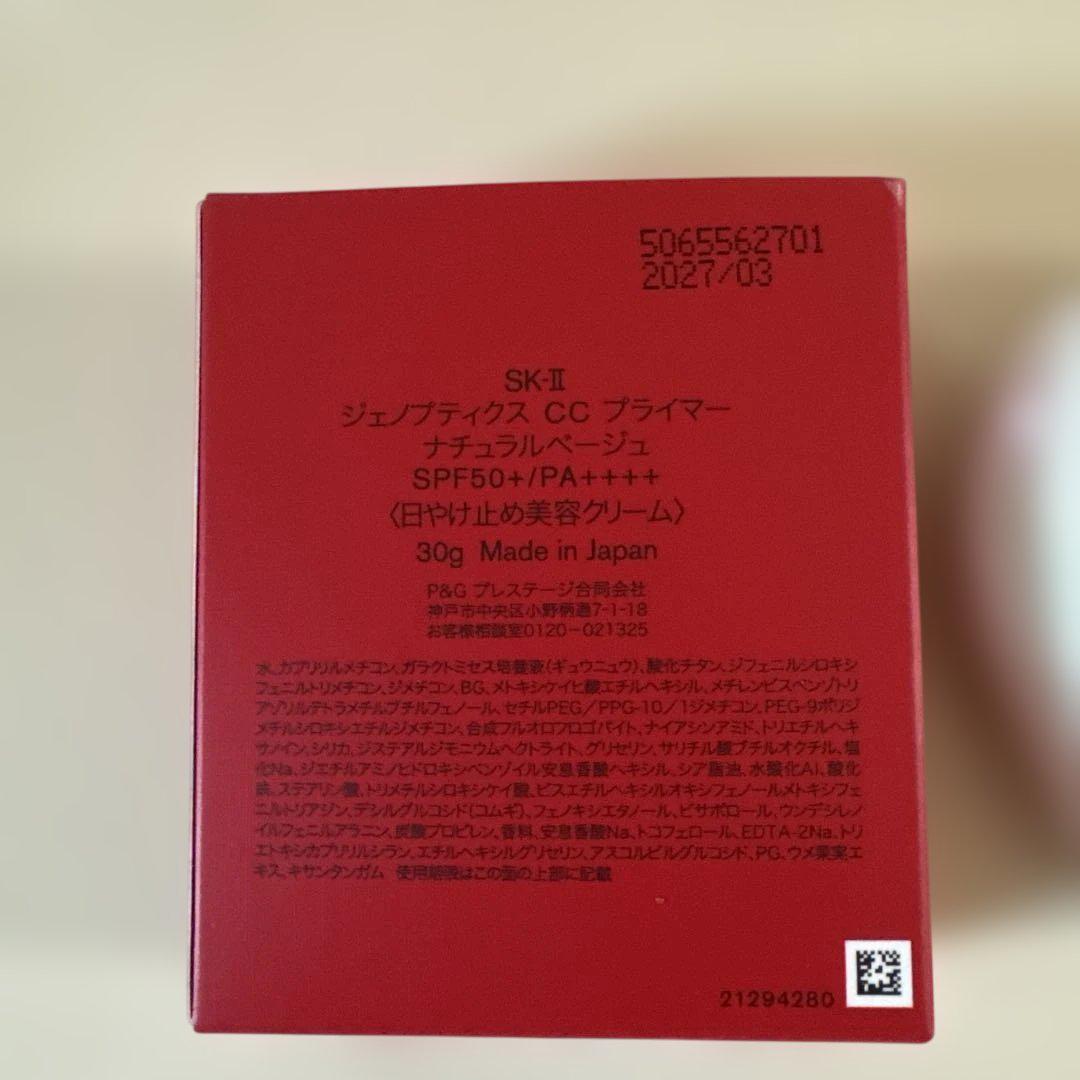 5065562701
2027/03
SK-Ⅱ
ジェノプティクス CC プライマー
ナチュラルベージュ
SPF50+/PA++++
〈日やけ止め美容クリーム〉
30g Made in Japan
P&G プレステージ合同会社
神戸市中央区小野柄通7-1-18
お客様相談室0120-021325
水、カプリリルメチコン、ガラクトミセス培養液(ギュウニュウ)、酸化チタン、ジフェニルシロキシ
フェニルトリメチコン、ジメチコン、BG、メトキシケイヒ酸エチルヘキシル、メチレンビスベンゾトリ
アゾリルテトラメチルブチルフェノール、セチルPEG/PPG-10/1ジメチコン、PEG-9ポリジ
メチルシロキシエチルジメチコン、合成フルオロフロゴパイト、ナイアシンアミド、トリエチルヘキ
サノイン、シリカ、ジステアルジモニウムヘクトライト、グリセリン、サリチル酸ブチルオクチル、塩
化Na、ジエチルアミノヒドロキシベンゾイル安息香酸ヘキシル、シア脂油、水酸化Al、酸化
鉄、ステアリン酸、トリメチルシロキシケイ酸、ビスエチルヘキシルオキシフェノールメトキシフェ
ニルトリアジン、デシルグルコシド(コムギ)、フェノキシエタノール、ビサボロール、ウンデシレノ
イルフェニルアラニン、炭酸プロピレン、香料、安息香酸Na、トコフェロール、EDTA-2Na、トリ
エトキシカプリリルシラン、エチルヘキシルグリセリン、アスコルビルグルコシド、PG、ウメ果実エ
キス、キサンタンガム 使用期限はこの面の上部に記載
21294280